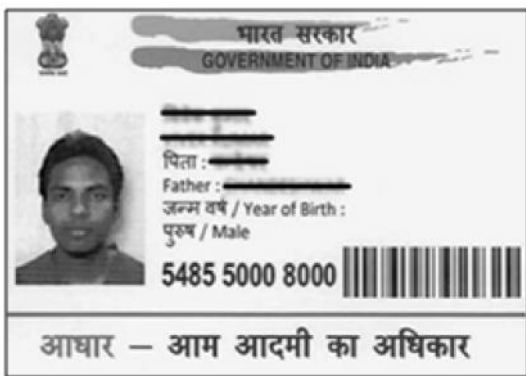 भारत सरकार
GOVERNMENT OF INDIA
पिता :
Father :
जन्म वर्ष / Year of Birth :
पुरुष / Male
5485 5000 8000
आधार — आम आदमी का अधिकार